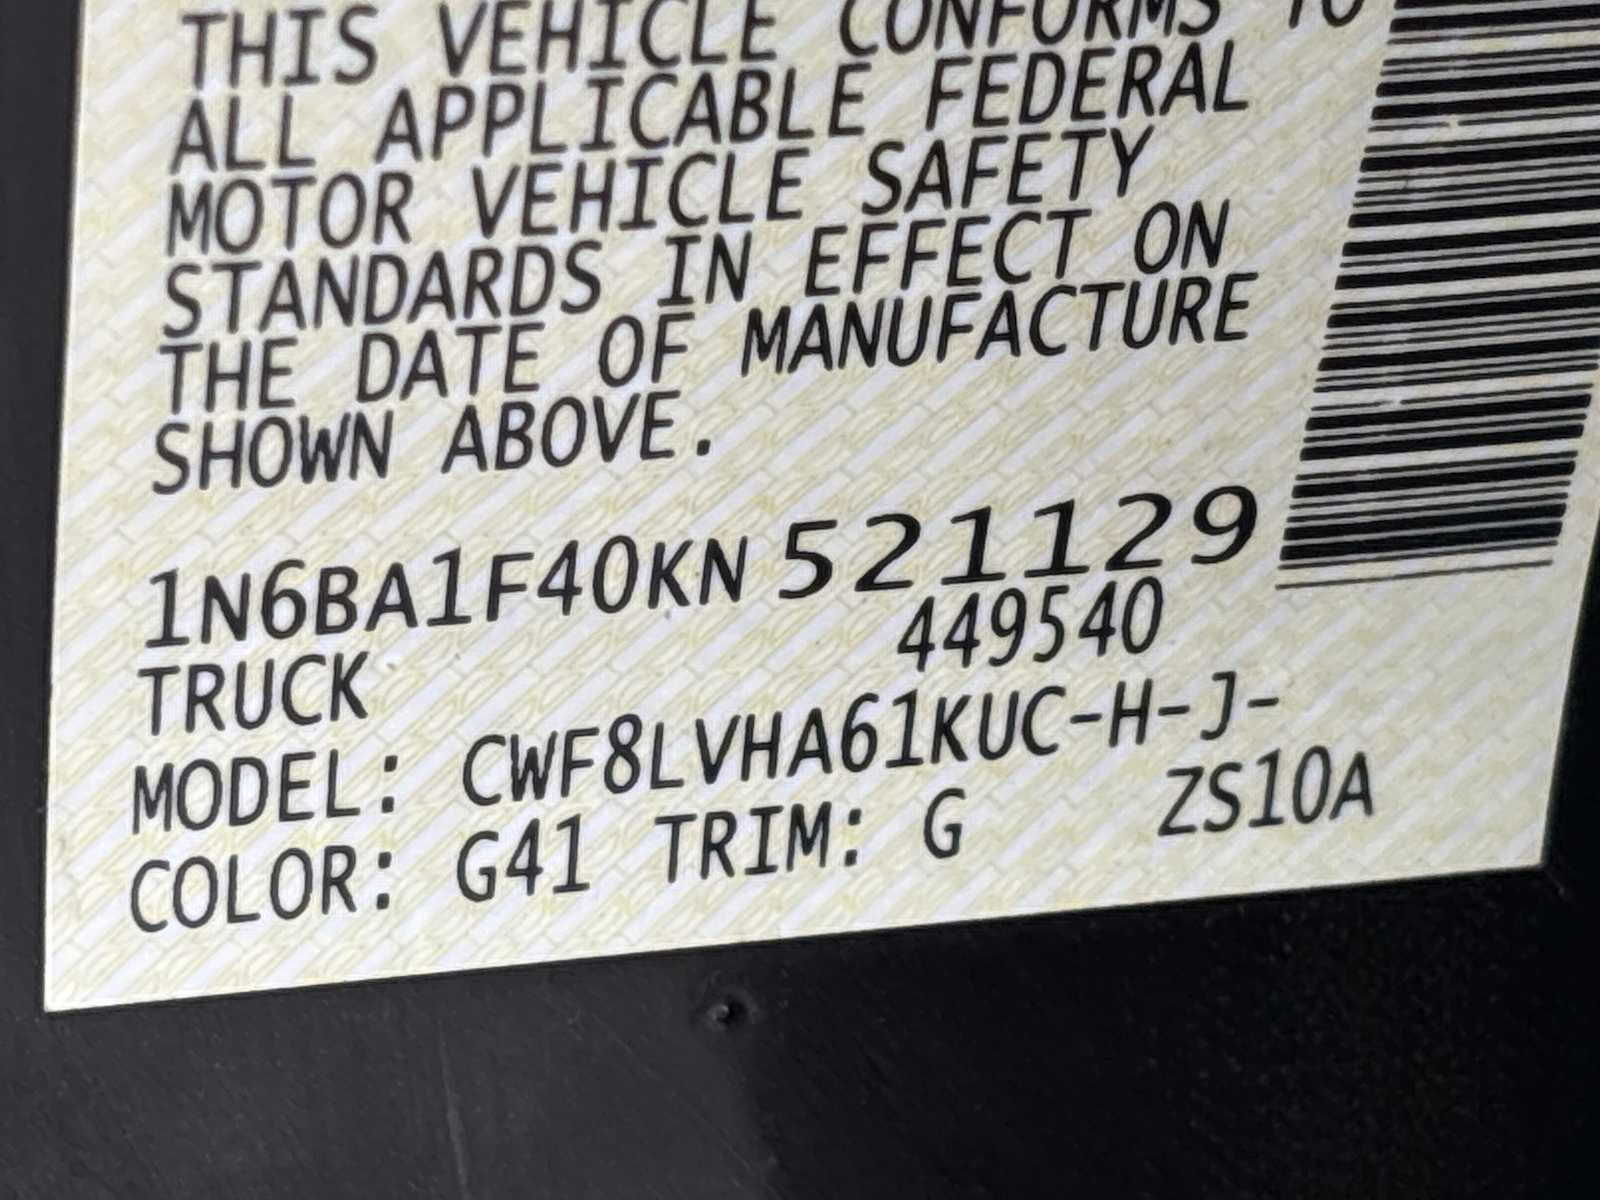 THIS VEHICLE CONFORMS TO
ALL APPLICABLE FEDERAL
MOTOR VEHICLE SAFETY
STANDARDS IN EFFECT ON
THE DATE OF MANUFACTURE
SHOWN ABOVE.
1N6BA1F40KN521129
TRUCK 449540
MODEL: CWF8LVHA61KUC-H-J-
COLOR: G41 TRIM: G ZS10A